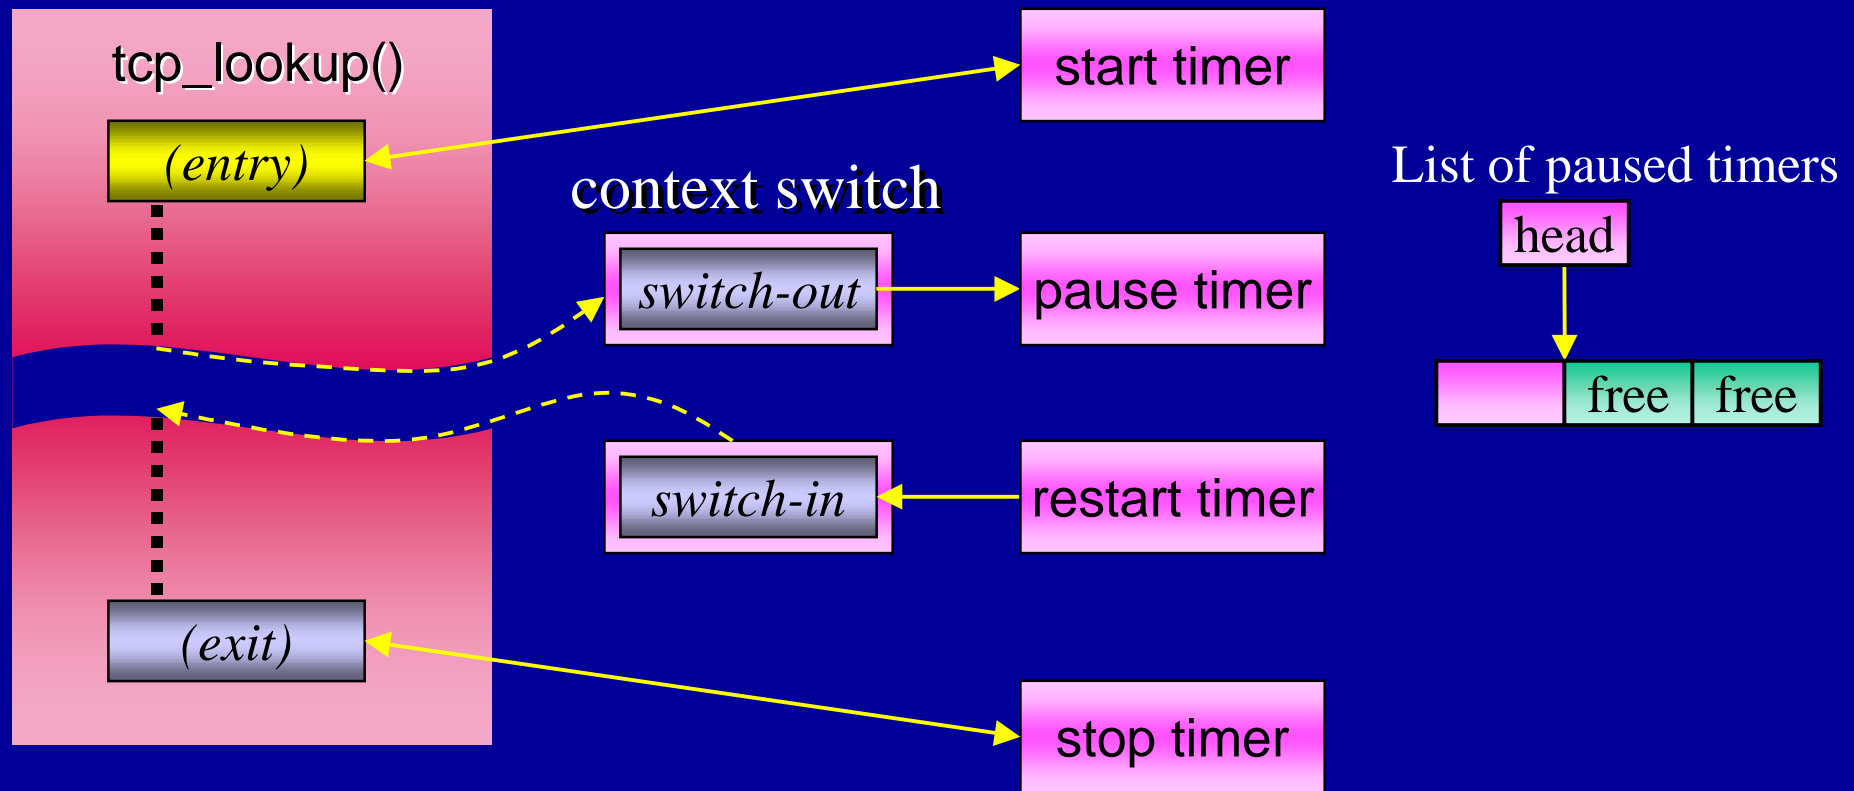 tcp_lookup()
start timer
(entry)
context switch
List of paused timers
head
switch-out
pause timer
free
free
switch-in
restart timer
(exit)
stop timer